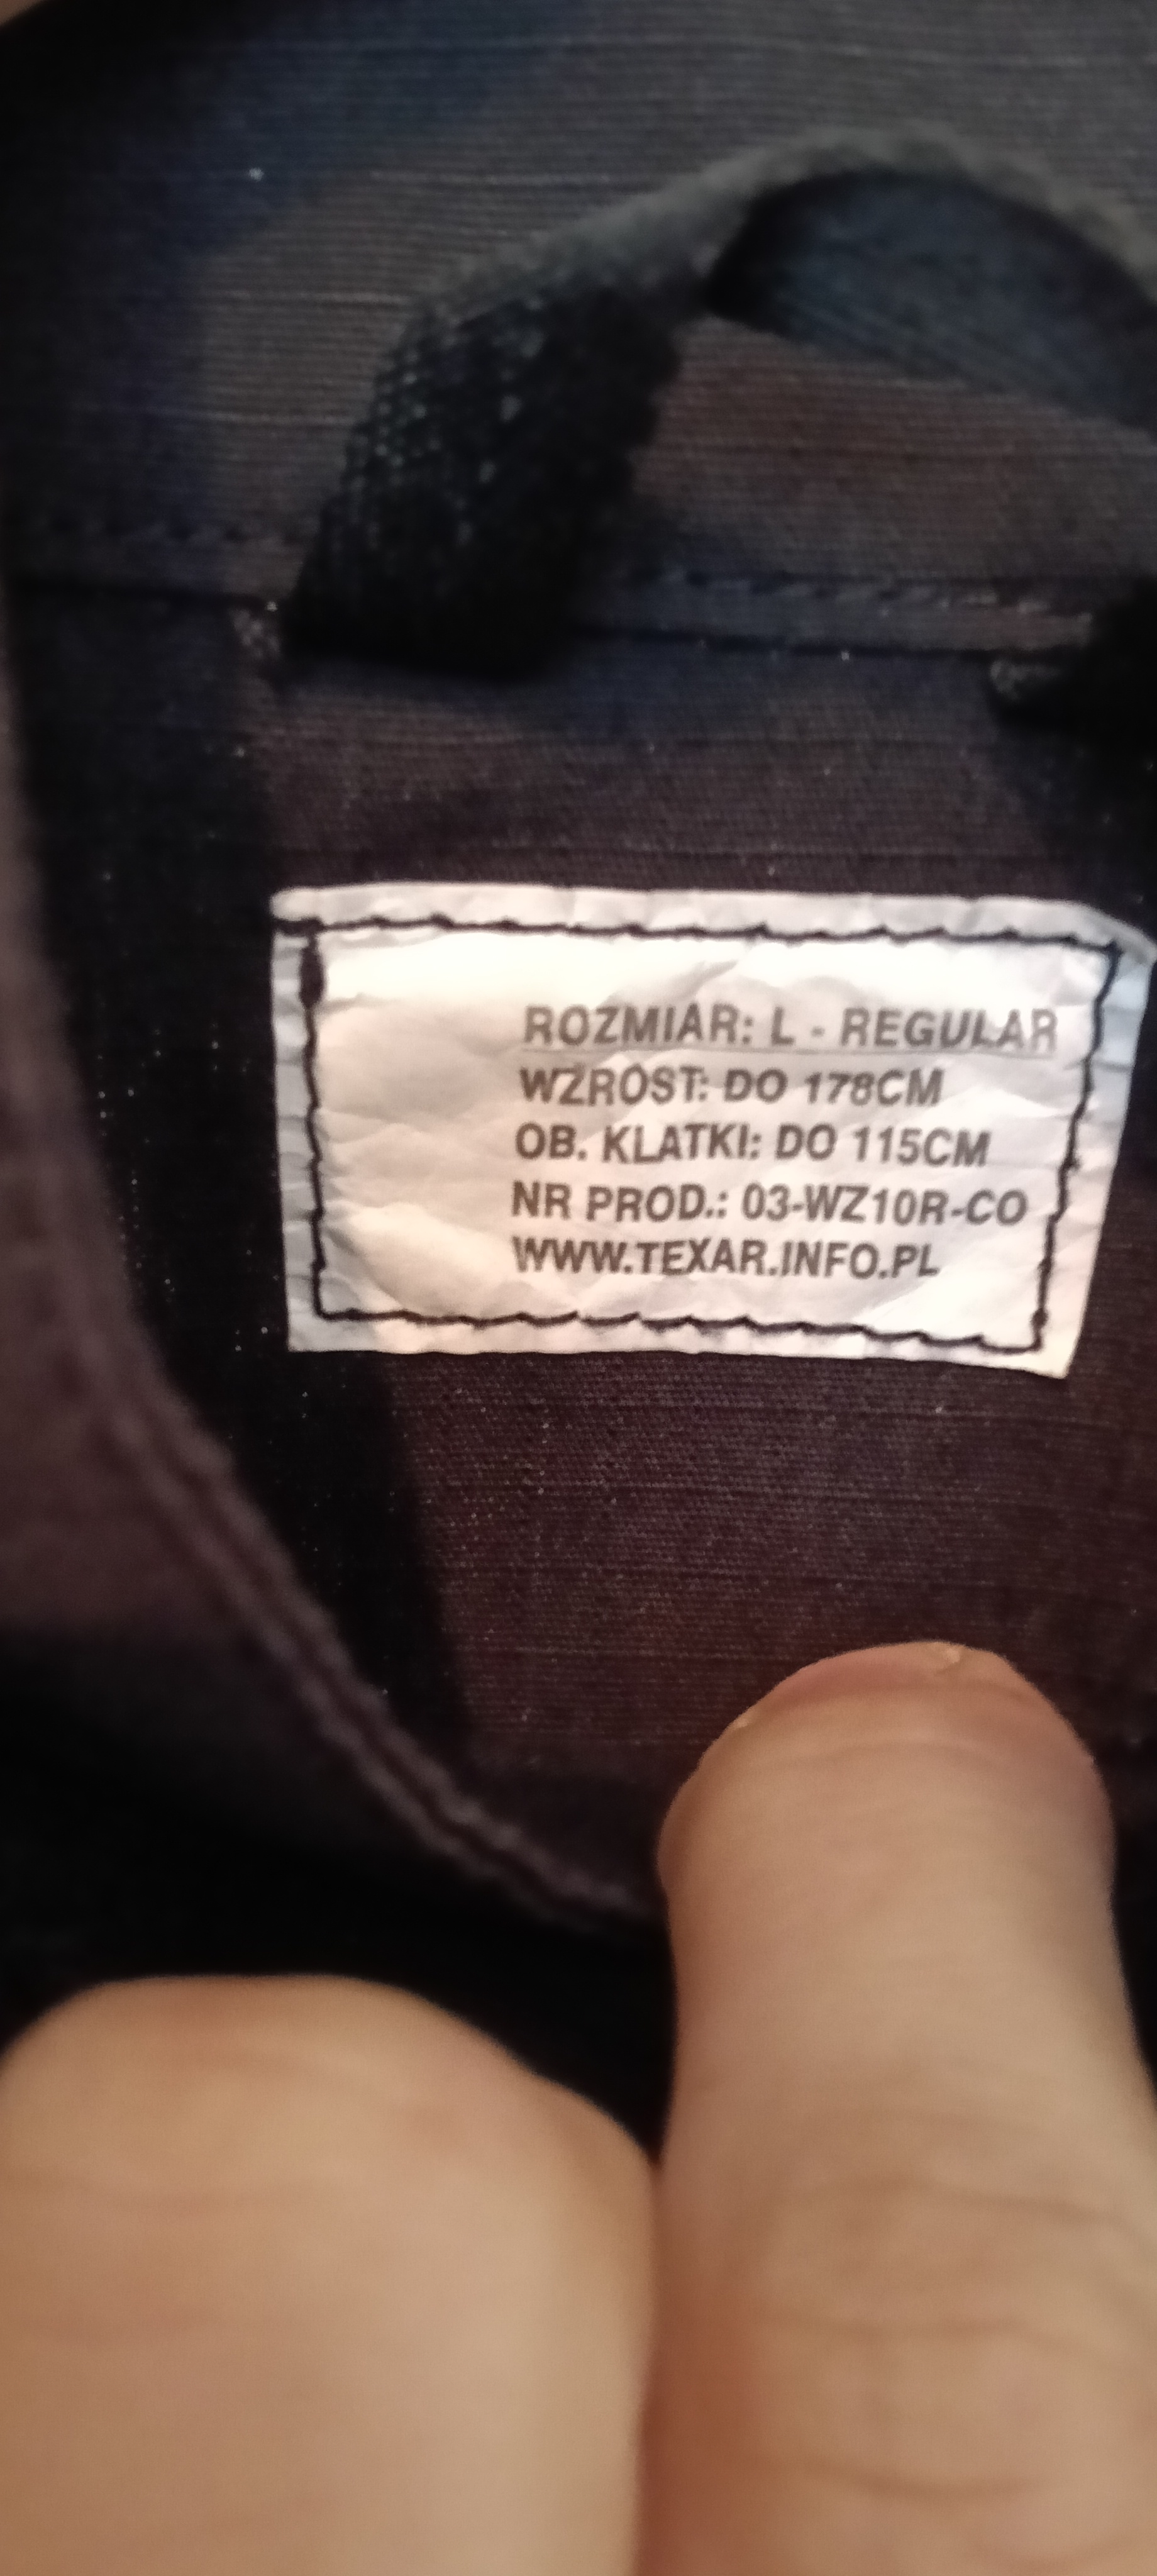 ROZMIAR: L - REGULAR
WZROST: DO 178CM
OB. KLATKI: DO 115CM
NR PROD.: 03-WZ10R-CO
WWW.TEXAR.INFO.PL